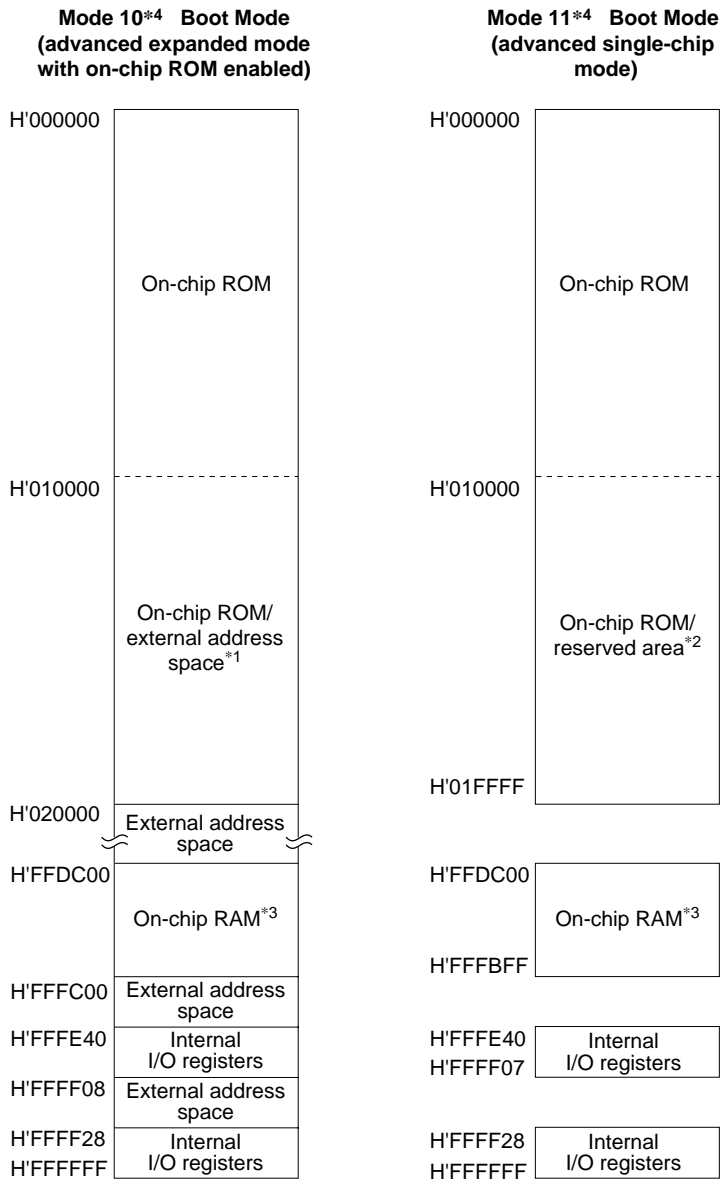 Mode 10*4 Boot Mode
(advanced expanded mode
with on-chip ROM enabled)
H'000000
On-chip ROM
H'010000
On-chip ROM/
external address
space*1
H'020000
External address
space
H'FFDC00
On-chip RAM*3
H'FFFC00
External address
space
H'FFFE40
Internal
I/O registers
H'FFFF08
External address
space
H'FFFF28
Internal
I/O registers
H'FFFFFF
Mode 11*4 Boot Mode
(advanced single-chip
mode)
H'000000
On-chip ROM
H'010000
On-chip ROM/
reserved area*2
H'01FFFF
H'FFDC00
On-chip RAM*3
H'FFFBFF
H'FFFE40
Internal
I/O registers
H'FFFF07
H'FFFF28
Internal
I/O registers
H'FFFFFF